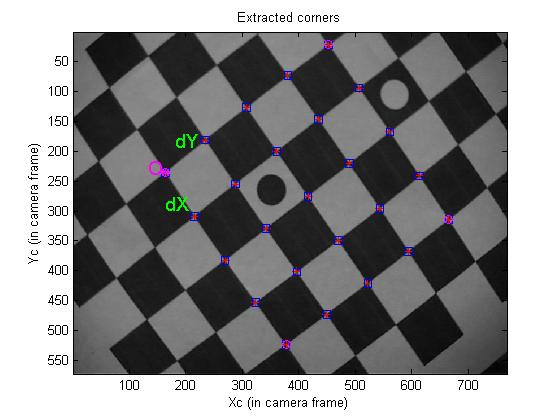 Extracted corners
50
100
150
200
250
300
350
400
450
500
550
Yc (in camera frame)
dY
O
dX
100 200 300 400 500 600 700
Xc (in camera frame)